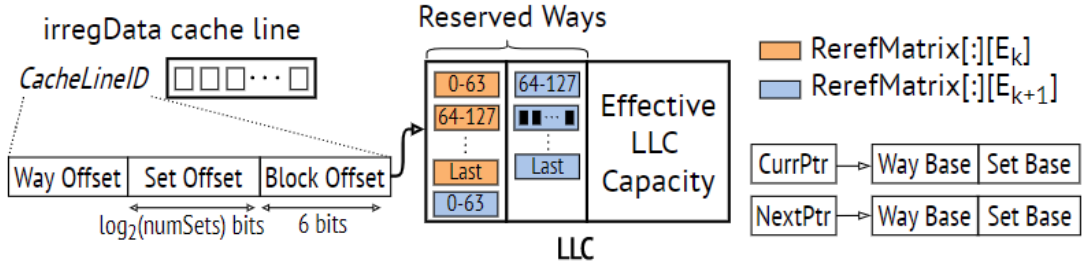 Reserved Ways
irregData cache line
CacheLineID
RerefMatrix[:][Eₖ]
RerefMatrix[:][Eₖ₊₁]
0-63
64-127
Last
0-63
64-127
Last
Effective
LLC
Capacity
Way Offset Set Offset Block Offset
log₂(numSets) bits 6 bits
LLC
CurrPtr Way Base Set Base
NextPtr Way Base Set Base